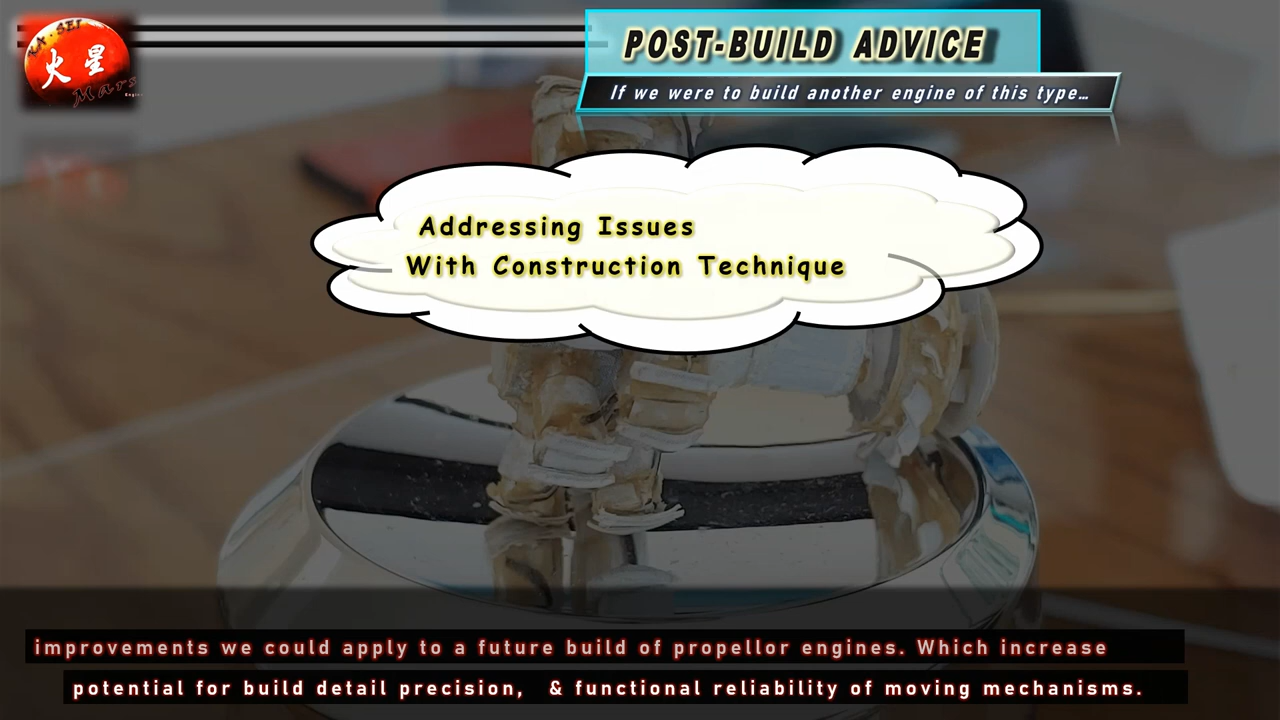 KA·SEI
火星
Mars
POST-BUILD ADVICE
If we were to build another engine of this type…
Addressing Issues
With Construction Technique
improvements we could apply to a future build of propellor engines. Which increase
potential for build detail precision, & functional reliability of moving mechanisms.